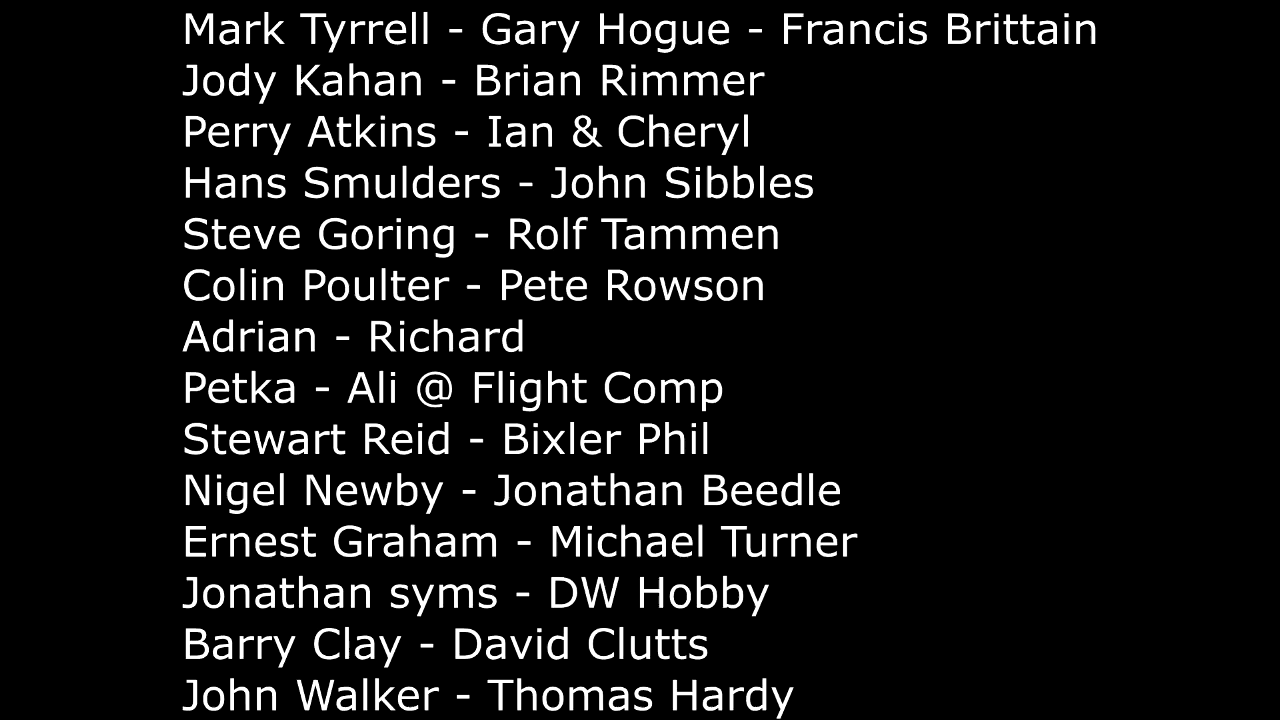 Mark Tyrrell - Gary Hogue - Francis Brittain
Jody Kahan - Brian Rimmer
Perry Atkins - Ian & Cheryl
Hans Smulders - John Sibbles
Steve Goring - Rolf Tammen
Colin Poulter - Pete Rowson
Adrian - Richard
Petka - Ali @ Flight Comp
Stewart Reid - Bixler Phil
Nigel Newby - Jonathan Beedle
Ernest Graham - Michael Turner
Jonathan syms - DW Hobby
Barry Clay - David Clutts
John Walker - Thomas Hardy